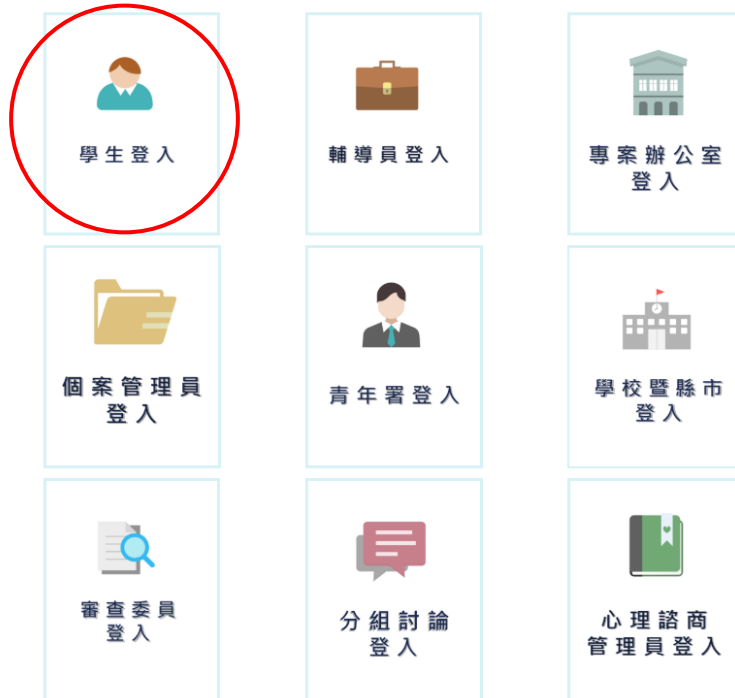 學生登入
輔導員登入
專案辦公室
登入
個案管理員
登入
青年署登入
學校暨縣市
登入
審查委員
登入
分組討論
登入
心理諮商
管理員登入